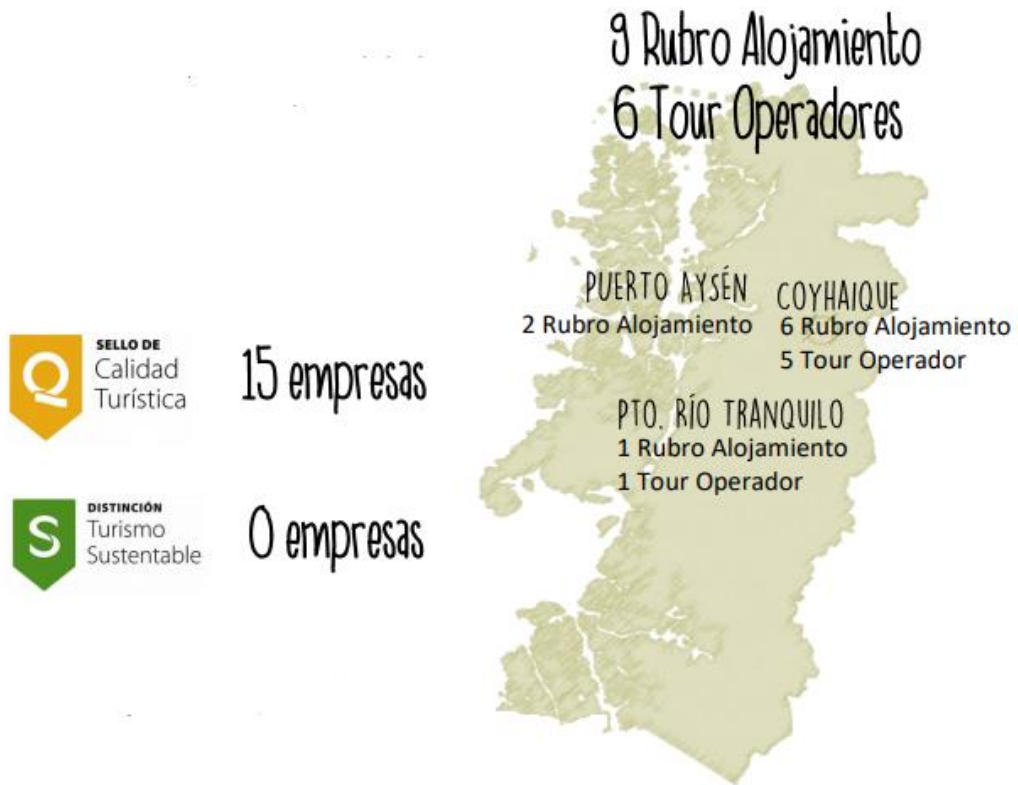 9 Rubro Alojamiento
6 Tour Operadores
PUERTO AYSÉN
2 Rubro Alojamiento
COYHAIQUE
6 Rubro Alojamiento
5 Tour Operador
PTO. RÍO TRANQUILO
1 Rubro Alojamiento
1 Tour Operador
Q
SELLO DE
Calidad
Turística
15 empresas
S
DISTINCIÓN
Turismo
Sustentable
0 empresas